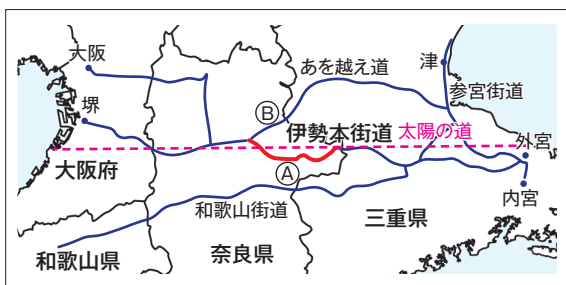 大阪
あを越え道
津
参宮街道
堺
Ⓑ
伊勢本街道
太陽の道
外宮
大阪府
Ⓐ
内宮
和歌山街道
三重県
和歌山県
奈良県